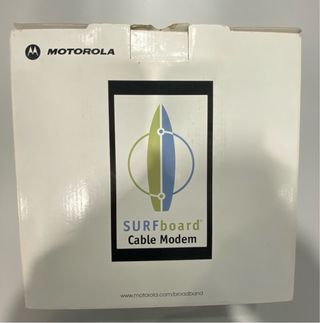 MOTOROLA
SURFboard®
Cable Modem
www.motorola.com/broadband